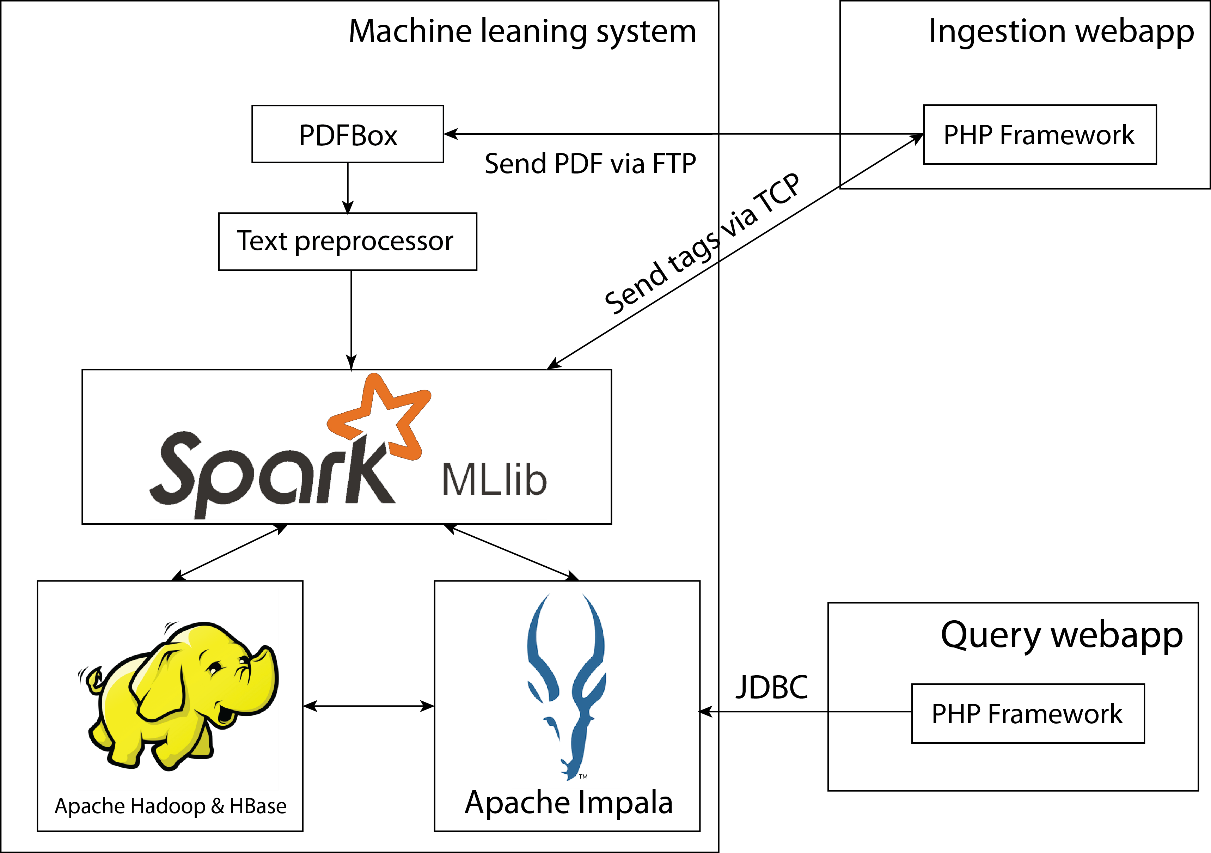 Machine leaning system
Ingestion webapp
PDFBox
PHP Framework
Send PDF via FTP
Send tags via TCP
Text preprocessor
Spark MLlib
Query webapp
JDBC
PHP Framework
Apache Hadoop & HBase
TM
Apache Impala